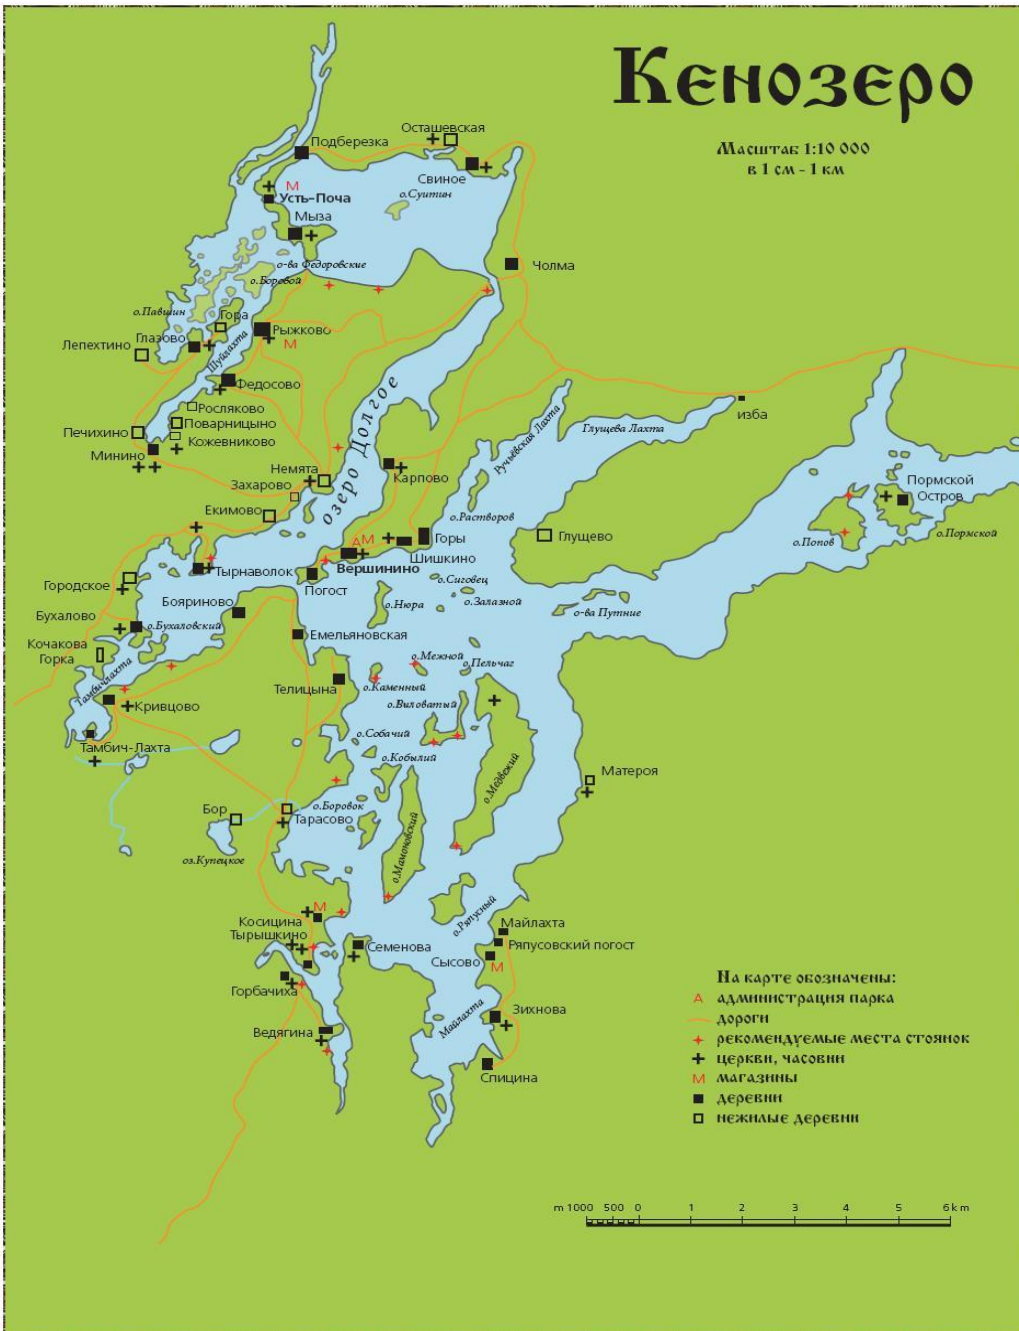 Кенозеро
Масштаб 1:10 000
в 1 см - 1 км
Осташевская
Подберезка
Свиное
о.Суитин
М
Усть-Поча
Мыза
о-ва Федоровские
Чолма
о.Боровой
о.Павшин
Гора
Рыжково
М
Лепехтино
Глазово
Шуйлахта
Федосово
Росляково
Поварницыно
Печихино
Кожевниково
Минино
озеро Долгое
Ручьёвская Лахта
Глущева Лахта
изба
Немята
Карпово
Захарово
Екимово
о.Растворов
Пормской
Остров
о.Попов
о.Пормской
Горы
Глущево
А М
Шишкино
Вершинино
Тырнаволок
Погост
о.Сиговец
Городское
Бояриново
о.Нюра
о.Залазной
о-ва Путние
Бухалово
о.Бухаловский
Емельяновская
Кочакова
Горка
о.Межной
о.Пельчаг
Тамбичлахта
Телицына
о.Каменный
о.Виловатый
Кривцово
о.Собачий
Тамбич-Лахта
о.Кобылий
о.Медвежий
Матероя
Бор
о.Боровок
Тарасово
о.Мамоновский
оз.Купецкое
М
Косицина
о.Ряпусный
Майлахта
Тырышкино
Семенова
Ряпусовский погост
Сысово
М
Горбачиха
Майлахта
Зихнова
Ведягина
Спицина
На карте обозначены:
А администрация парка
дороги
рекомендуемые места стоянок
церкви, часовни
М магазины
деревни
нежилые деревни
m 1000 500 0 1 2 3 4 5 6 k m